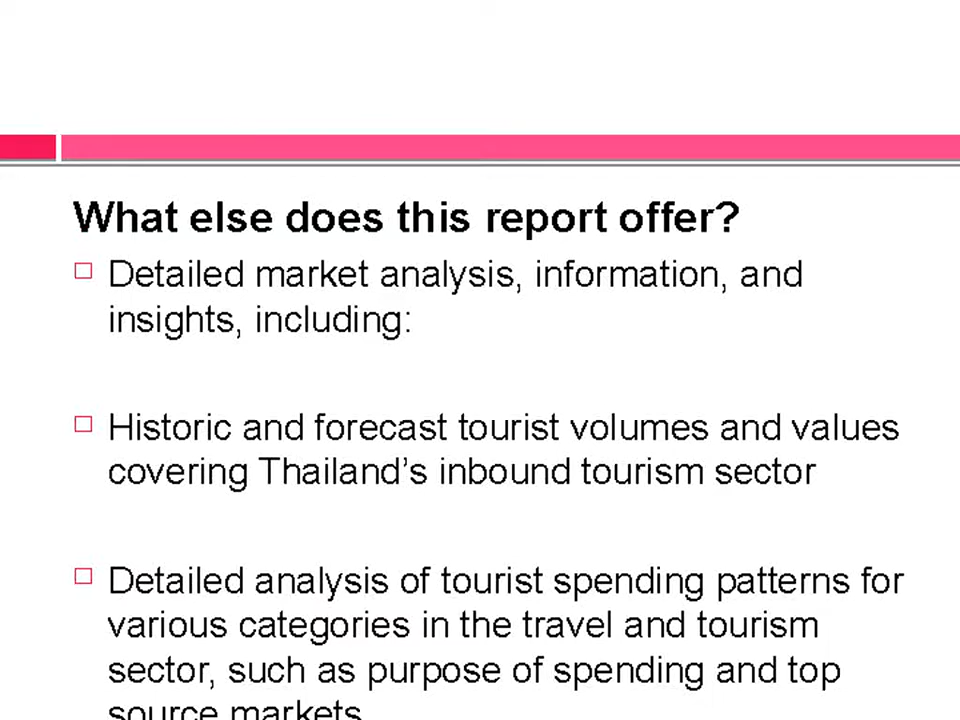 What else does this report offer?
Detailed market analysis, information, and
insights, including:
Historic and forecast tourist volumes and values
covering Thailand’s inbound tourism sector
Detailed analysis of tourist spending patterns for
various categories in the travel and tourism
sector, such as purpose of spending and top
source markets